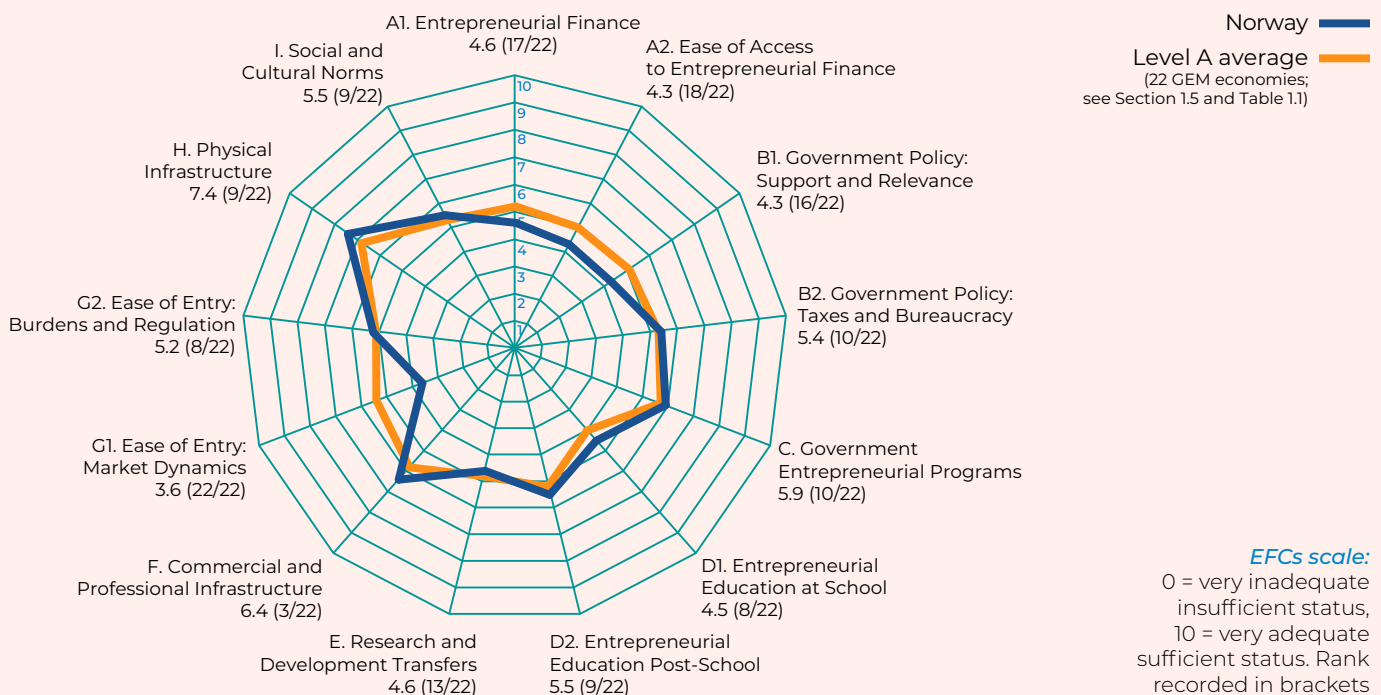 A1. Entrepreneurial Finance
4.6 (17/22)
A2. Ease of Access
to Entrepreneurial Finance
4.3 (18/22)
B1. Government Policy:
Support and Relevance
4.3 (16/22)
B2. Government Policy:
Taxes and Bureaucracy
5.4 (10/22)
C. Government
Entrepreneurial Programs
5.9 (10/22)
D1. Entrepreneurial
Education at School
4.5 (8/22)
D2. Entrepreneurial
Education Post-School
5.5 (9/22)
E. Research and
Development Transfers
4.6 (13/22)
F. Commercial and
Professional Infrastructure
6.4 (3/22)
G1. Ease of Entry:
Market Dynamics
3.6 (22/22)
G2. Ease of Entry:
Burdens and Regulation
5.2 (8/22)
H. Physical
Infrastructure
7.4 (9/22)
I. Social and
Cultural Norms
5.5 (9/22)
10
9
8
7
6
5
4
3
2
1
Norway
Level A average
(22 GEM economies;
see Section 1.5 and Table 1.1)
EFCs scale:
0 = very inadequate
insufficient status,
10 = very adequate
sufficient status. Rank
recorded in brackets